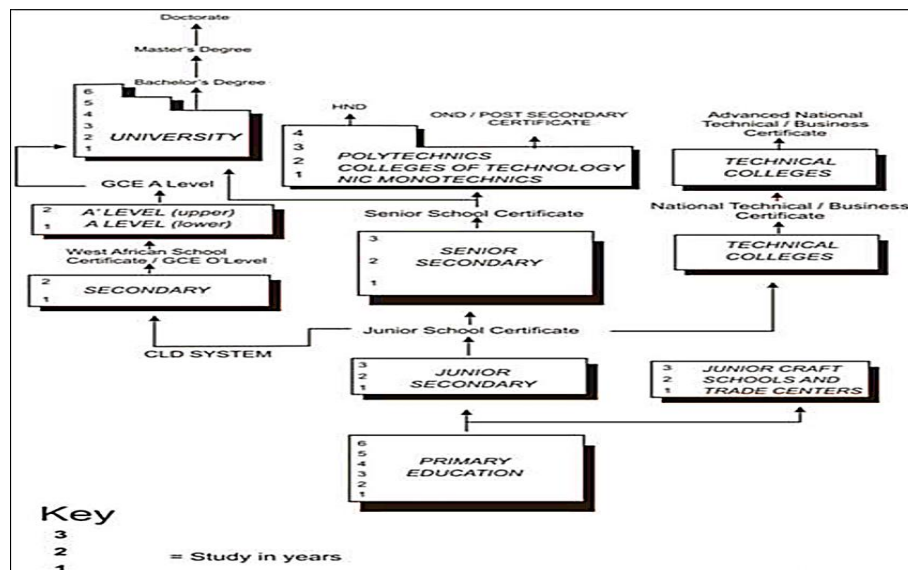 Doctorate
Master's Degree
Bachelor's Degree
6
5
4
3
2
1
UNIVERSITY
HND
OND / POST SECONDARY
CERTIFICATE
4
3
2
1
POLYTECHNICS
COLLEGES OF TECHNOLOGY
NIC MONOTECHNICS
Advanced National
Technical / Business
Certificate
TECHNICAL
COLLEGES
GCE A Level
Senior School Certificate
National Technical / Business
Certificate
2
1
A' LEVEL (upper)
A LEVEL (lower)
West African School
Certificate / GCE O'Level
3
2
1
SENIOR
SECONDARY
TECHNICAL
COLLEGES
2
1
SECONDARY
Junior School Certificate
CLD SYSTEM
3
2
1
JUNIOR
SECONDARY
3
2
1
JUNIOR CRAFT
SCHOOLS AND
TRADE CENTERS
6
5
4
3
2
1
PRIMARY
EDUCATION
Key
3
2
1
= Study in years